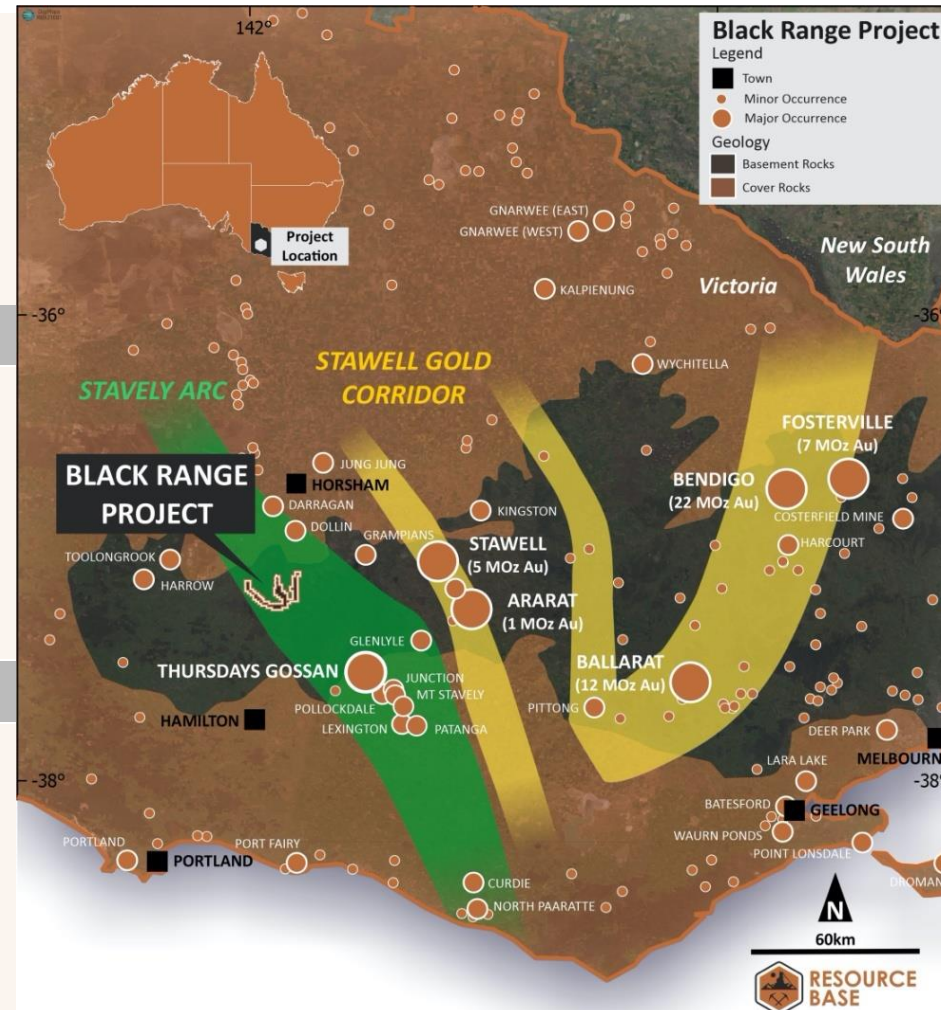 142°
Black Range Project
Legend
Town
Minor Occurrence
Major Occurrence
Geology
Basement Rocks
Cover Rocks
Project
Location
GNARWEE (EAST)
GNARWEE (WEST)
KALPIENUNG
Victoria
New South
Wales
-36°
-36°
STAVELY ARC
STAWELL GOLD
CORRIDOR
WYCHITELLA
FOSTERVILLE
(7 MOz Au)
BENDIGO
(22 MOz Au)
COSTERFIELD MINE
HARCOURT
BLACK RANGE
PROJECT
JUNG JUNG
HORSHAM
DARRAGAN
DOLLIN
GRAMPIANS
KINGSTON
STAWELL
(5 MOz Au)
TOOLONGROOK
HARROW
ARARAT
(1 MOz Au)
GLENLYLE
THURSDAYS GOSSAN
JUNCTION
MT STAVELY
POLLOCKDALE
LEXINGTON
PATANGA
HAMILTON
BALLARAT
(12 MOz Au)
PITTONG
DEER PARK
MELBOURN
-38°
-38°
LARA LAKE
BATESFORD
GEELONG
WAURN PONDS
POINT LONSDALE
PORTLAND
PORTLAND
PORT FAIRY
CURDIE
NORTH PAARATTE
DROMAN
N
60km
RESOURCE
BASE